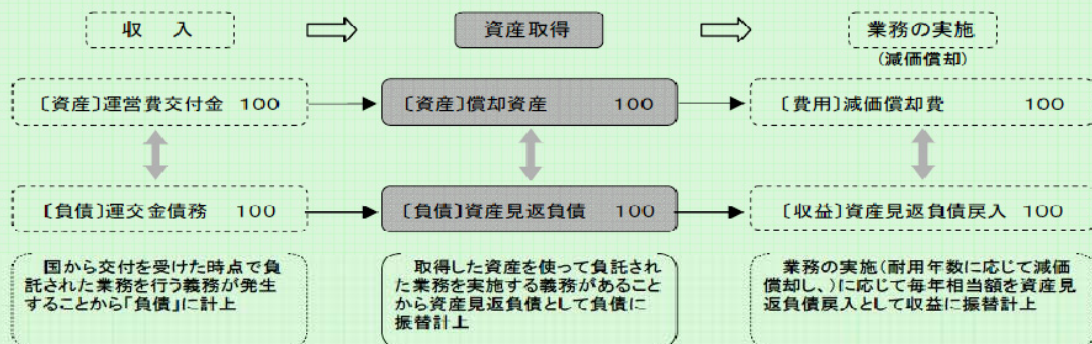 収　入
資産取得
業務の実施
(減価償却)
〔資産〕運営費交付金　100
〔資産〕償却資産　100
〔費用〕減価償却費　100
〔負債〕運交金債務　100
〔負債〕資産見返負債　100
〔収益〕資産見返負債戻入　100
国から交付を受けた時点で負
託された業務を行う義務が発生
することから「負債」に計上
取得した資産を使って負託され
た業務を実施する義務があること
から資産見返負債として負債に
振替計上
業務の実施(耐用年数に応じて減価
償却し、)に応じて毎年相当額を資産見
返負債戻入として収益に振替計上